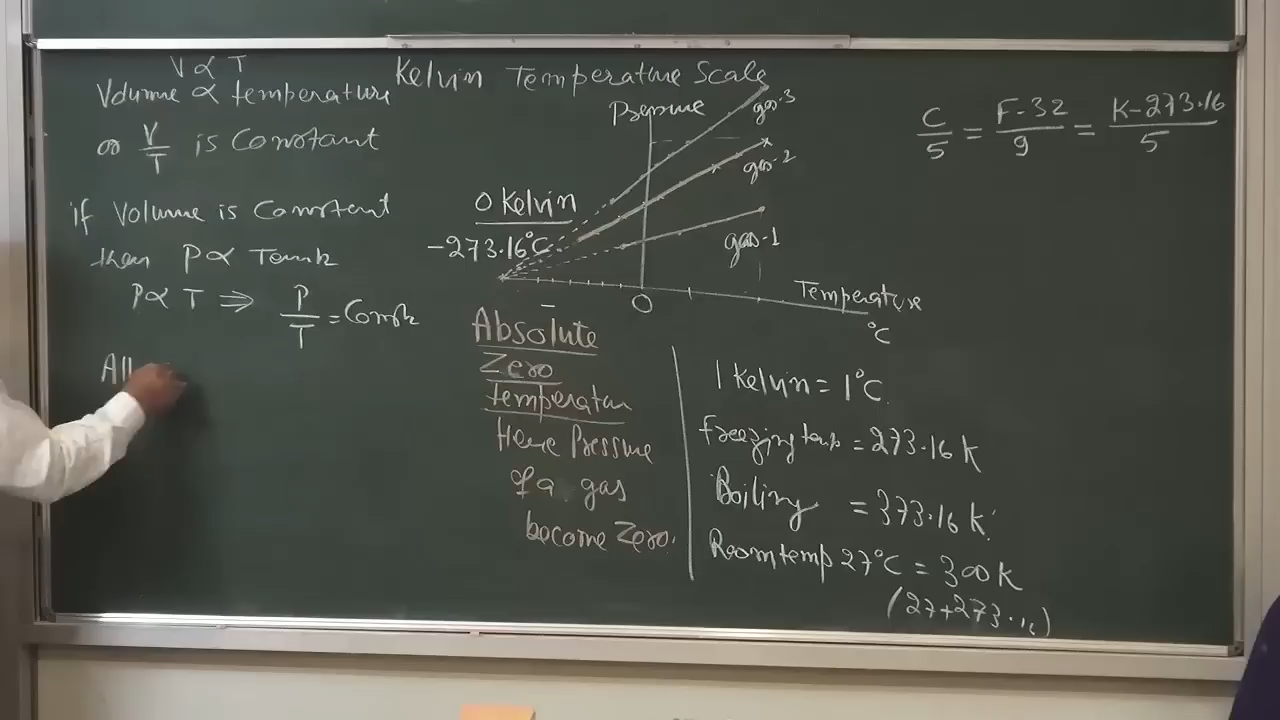 V ∝ T
Volume ∝ temperature
or V/T is Constant
if Volume is Constant
then P ∝ Temp
P ∝ T ⇒ P/T = Const
All
Kelvin Temperature Scale
Pressure
gas-3
gas-2
gas-1
0 Kelvin
-273.16°C
0
Temperature
°C
Absolute
Zero
temperatur
Here Pressure
of a gas
become Zero.
C/5 = F-32/9 = K-273.16/5
1 Kelvin = 1°C.
Freezing temp = 273.16 K
Boiling = 373.16 K
Room temp 27°C = 300 K
(27+273.16)